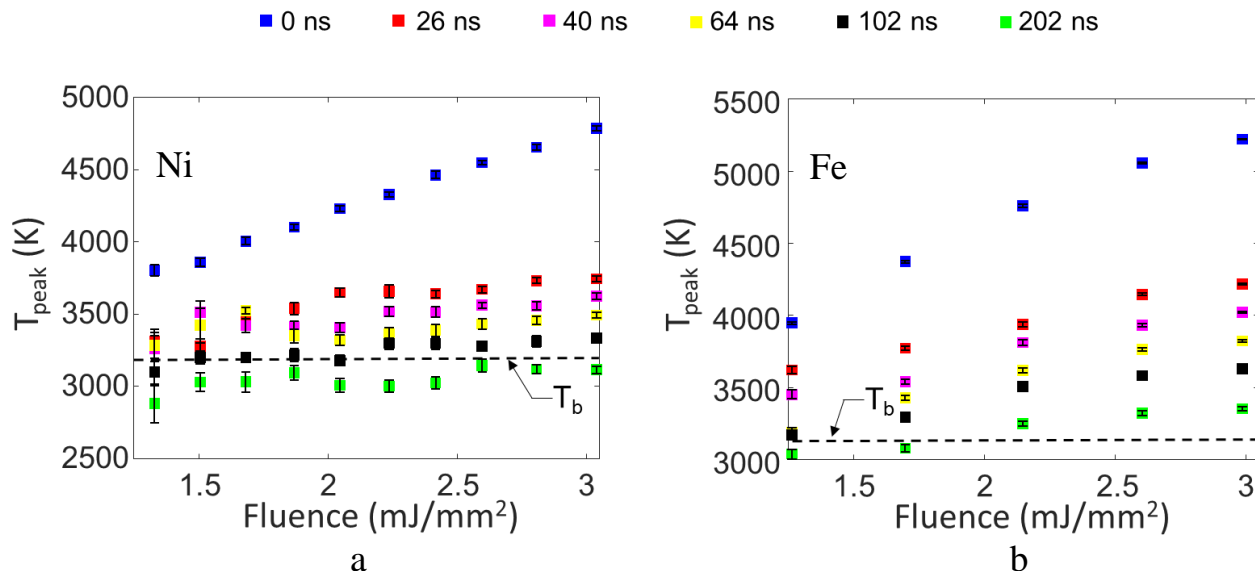 0 ns 26 ns 40 ns 64 ns 102 ns 202 ns
Ni
T_b
5000
4500
4000
3500
3000
2500
T_peak (K)
1.5 2 2.5 3
Fluence (mJ/mm²)
a
Fe
T_b
5500
5000
4500
4000
3500
3000
T_peak (K)
1.5 2 2.5 3
Fluence (mJ/mm²)
b